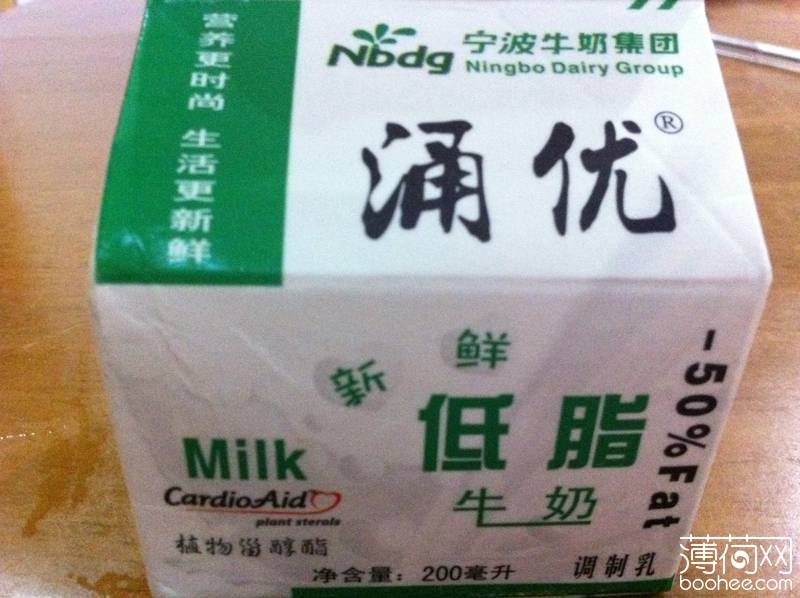 营养更时尚 生活更新鲜
Nbdg 宁波牛奶集团
Ningbo Dairy Group
涌优®
新鲜
低脂
牛奶
-50%Fat
Milk
CardioAid
plant sterols
植物甾醇酯
净含量：200毫升
调制乳
薄荷网
boohee.com